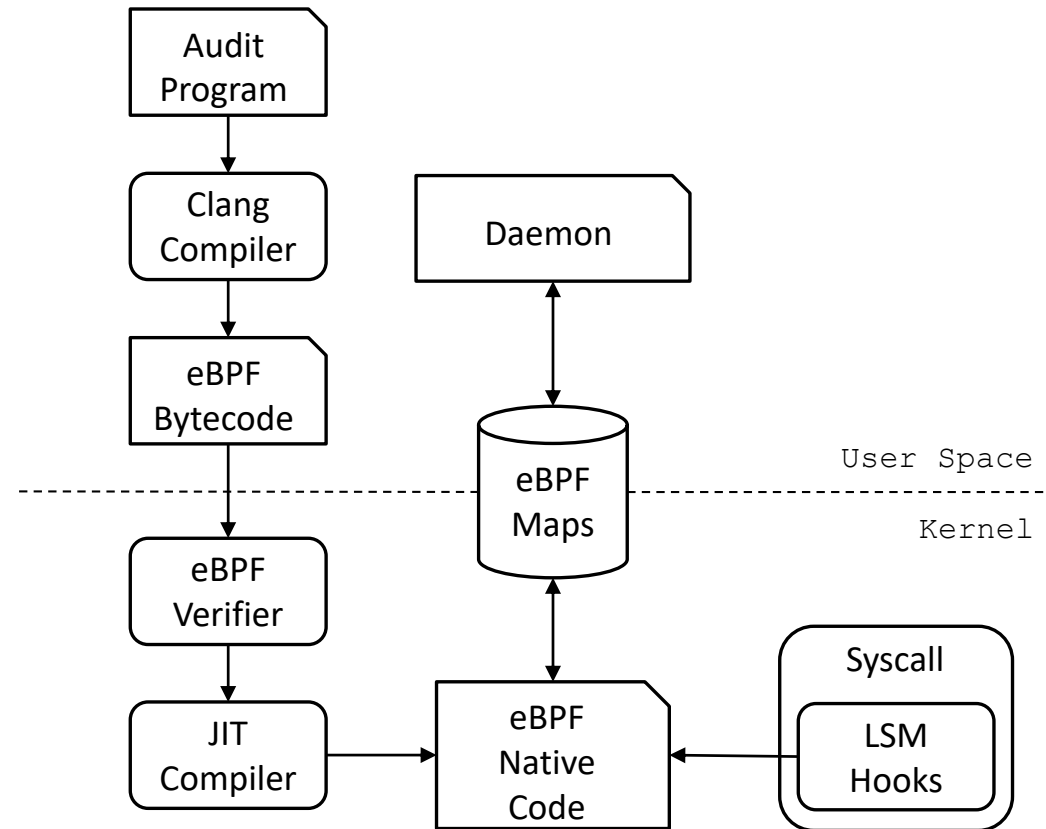 Audit
Program
Clang
Compiler
Daemon
eBPF
Bytecode
eBPF
Maps
User Space
Kernel
eBPF
Verifier
Syscall
JIT
Compiler
eBPF
Native
Code
LSM
Hooks